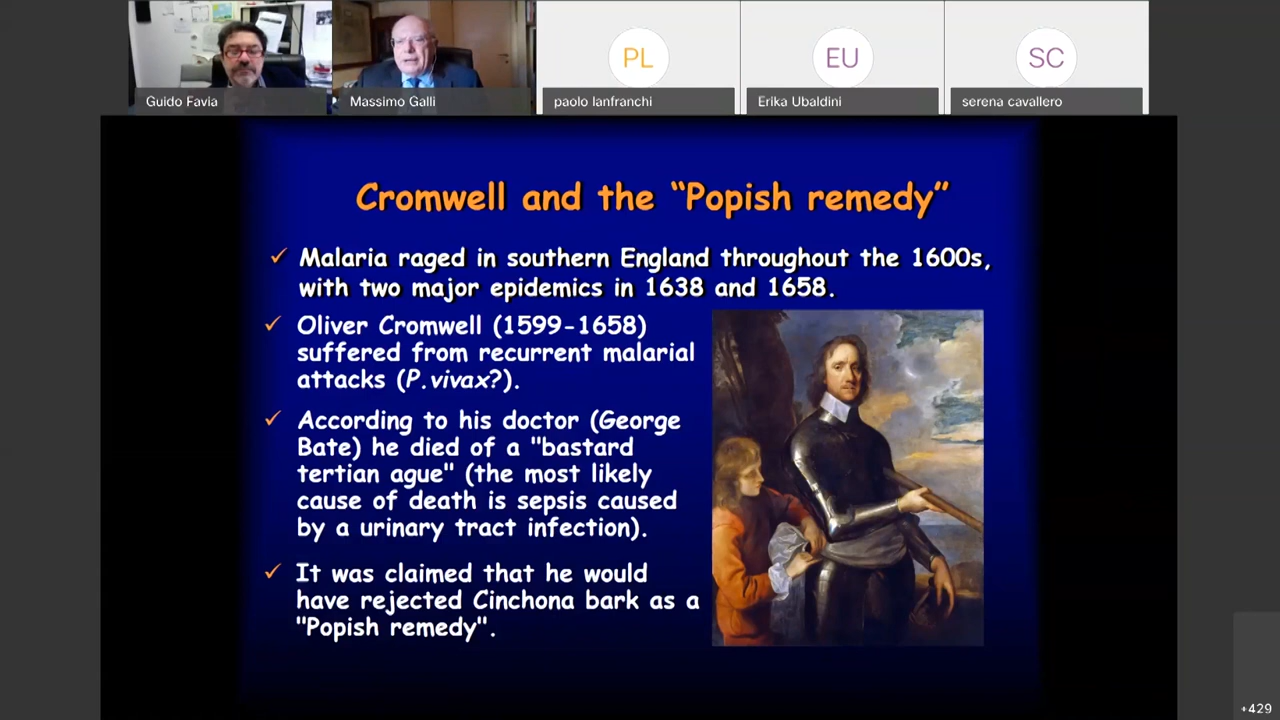 PL
EU
SC
Guido Favia
Massimo Galli
paolo lanfranchi
Erika Ubaldini
serena cavallero
Cromwell and the “Popish remedy”
✓ Malaria raged in southern England throughout the 1600s,
with two major epidemics in 1638 and 1658.
✓ Oliver Cromwell (1599-1658)
suffered from recurrent malarial
attacks (P.vivax?).
✓ According to his doctor (George
Bate) he died of a "bastard
tertian ague" (the most likely
cause of death is sepsis caused
by a urinary tract infection).
✓ It was claimed that he would
have rejected Cinchona bark as a
"Popish remedy".
+429